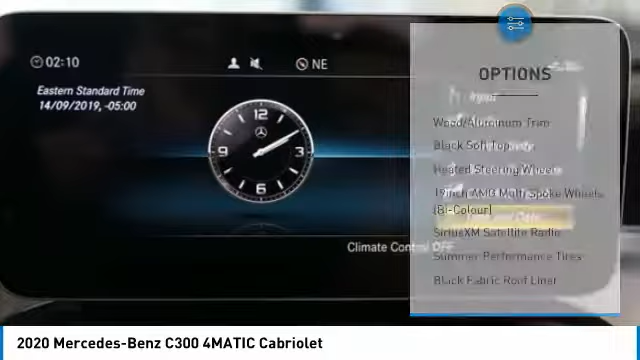 02:10
NE
Eastern Standard Time
14/09/2019, -05:00
12
3
6
9
Climate Control OFF
OPTIONS
Wood/Aluminum Trim
Black Soft Top
Heated Steering Wheel
19inch AMG Multi Spoke Wheels
(Bi-Colour)
SiriusXM Satellite Radio
Summer Performance Tires
Black Fabric Roof Liner
2020 Mercedes-Benz C300 4MATIC Cabriolet